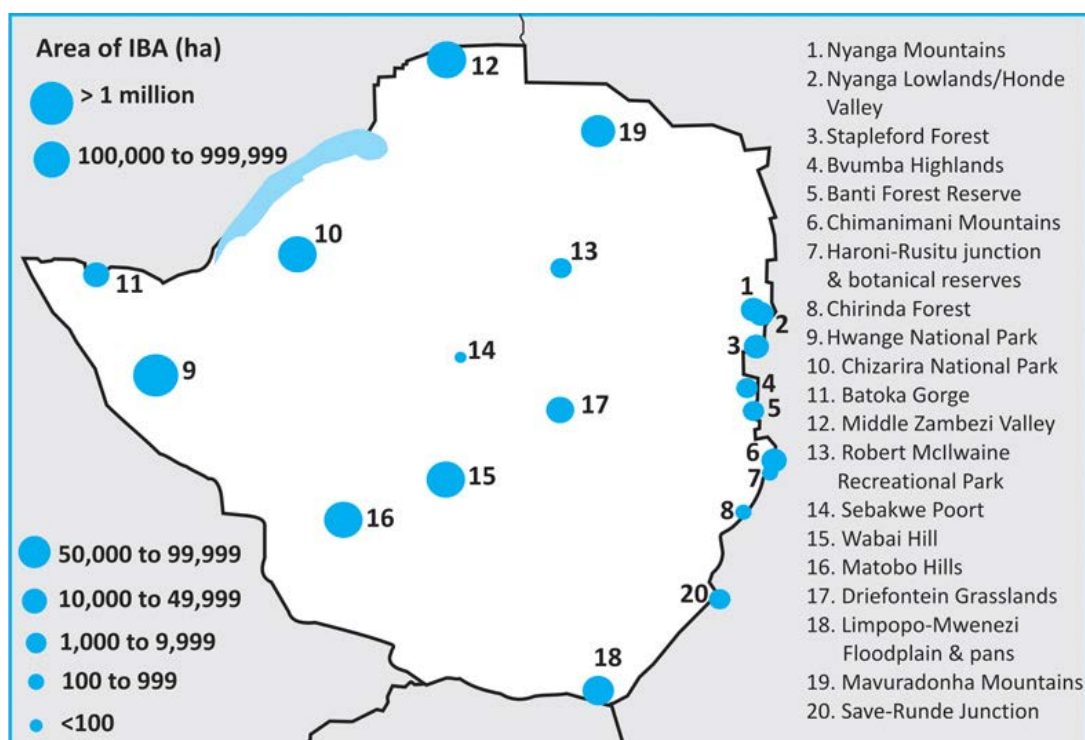 Area of IBA (ha)
> 1 million
100,000 to 999,999
50,000 to 99,999
10,000 to 49,999
1,000 to 9,999
100 to 999
<100
12
19
10
13
11
1
2
3
14
9
4
17
5
6
15
7
16
8
20
18
1. Nyanga Mountains
2. Nyanga Lowlands/Honde
Valley
3. Stapleford Forest
4. Bvumba Highlands
5. Banti Forest Reserve
6. Chimanimani Mountains
7. Haroni-Rusitu junction
& botanical reserves
8. Chirinda Forest
9. Hwange National Park
10. Chizarira National Park
11. Batoka Gorge
12. Middle Zambezi Valley
13. Robert McIlwaine
Recreational Park
14. Sebakwe Poort
15. Wabai Hill
16. Matobo Hills
17. Driefontein Grasslands
18. Limpopo-Mwenezi
Floodplain & pans
19. Mavuradonha Mountains
20. Save-Runde Junction